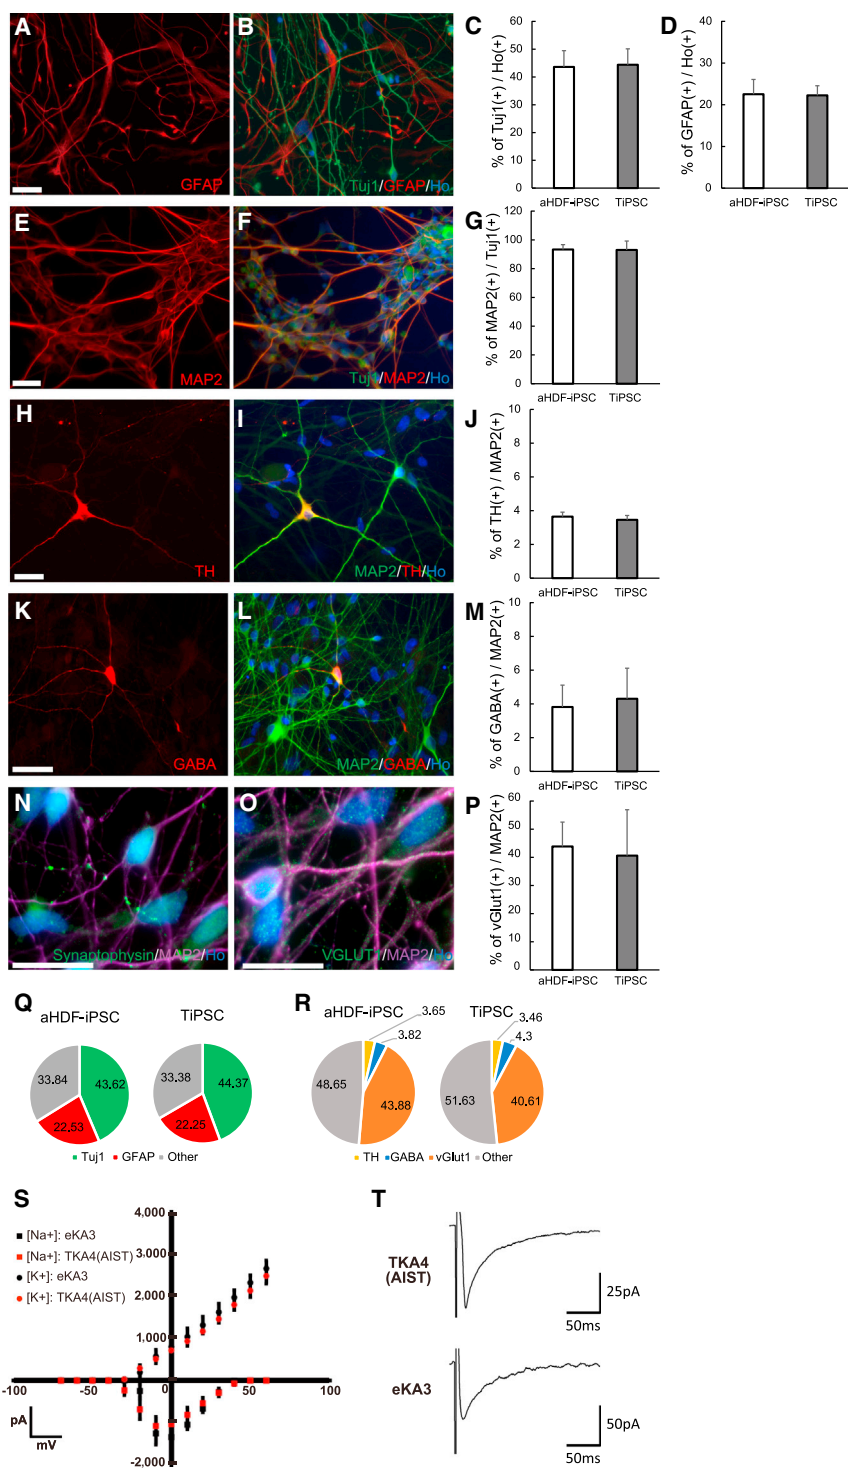 A
GFAP
B
Tuj1/GFAP/Ho
C
% of Tuj1(+) / Ho(+)
60
50
40
30
20
10
0
aHDF-iPSC
TiPSC
D
% of GFAP(+) / Ho(+)
40
30
20
10
0
aHDF-iPSC
TiPSC
E
MAP2
F
Tuj1/MAP2/Ho
G
% of MAP2(+) / Tuj1(+)
120
100
80
60
40
20
0
aHDF-iPSC
TiPSC
H
TH
I
MAP2/TH/Ho
J
% of TH(+) / MAP2(+)
10
8
6
4
2
0
aHDF-iPSC
TiPSC
K
GABA
L
MAP2/GABA/Ho
M
% of GABA(+) / MAP2(+)
10
8
6
4
2
0
aHDF-iPSC
TiPSC
N
Synaptophysin/MAP2/Ho
O
VGLUT1/MAP2/Ho
P
% of vGlut1(+) / MAP2(+)
60
50
40
30
20
10
0
aHDF-iPSC
TiPSC
Q
aHDF-iPSC
TiPSC
33.84
43.62
22.53
33.38
44.37
22.25
Tuj1 GFAP Other
R
aHDF-iPSC
TiPSC
3.65
3.82
48.65
43.88
3.46
4.3
51.63
40.61
TH GABA vGlut1 Other
S
[Na+]: eKA3
[Na+]: TKA4(AIST)
[K+]: eKA3
[K+]: TKA4(AIST)
4,000
3.000
2,000
1,000
-100
-50
0
50
100
-2,000
pA
mV
T
TKA4
(AIST)
25pA
50ms
eKA3
50pA
50ms